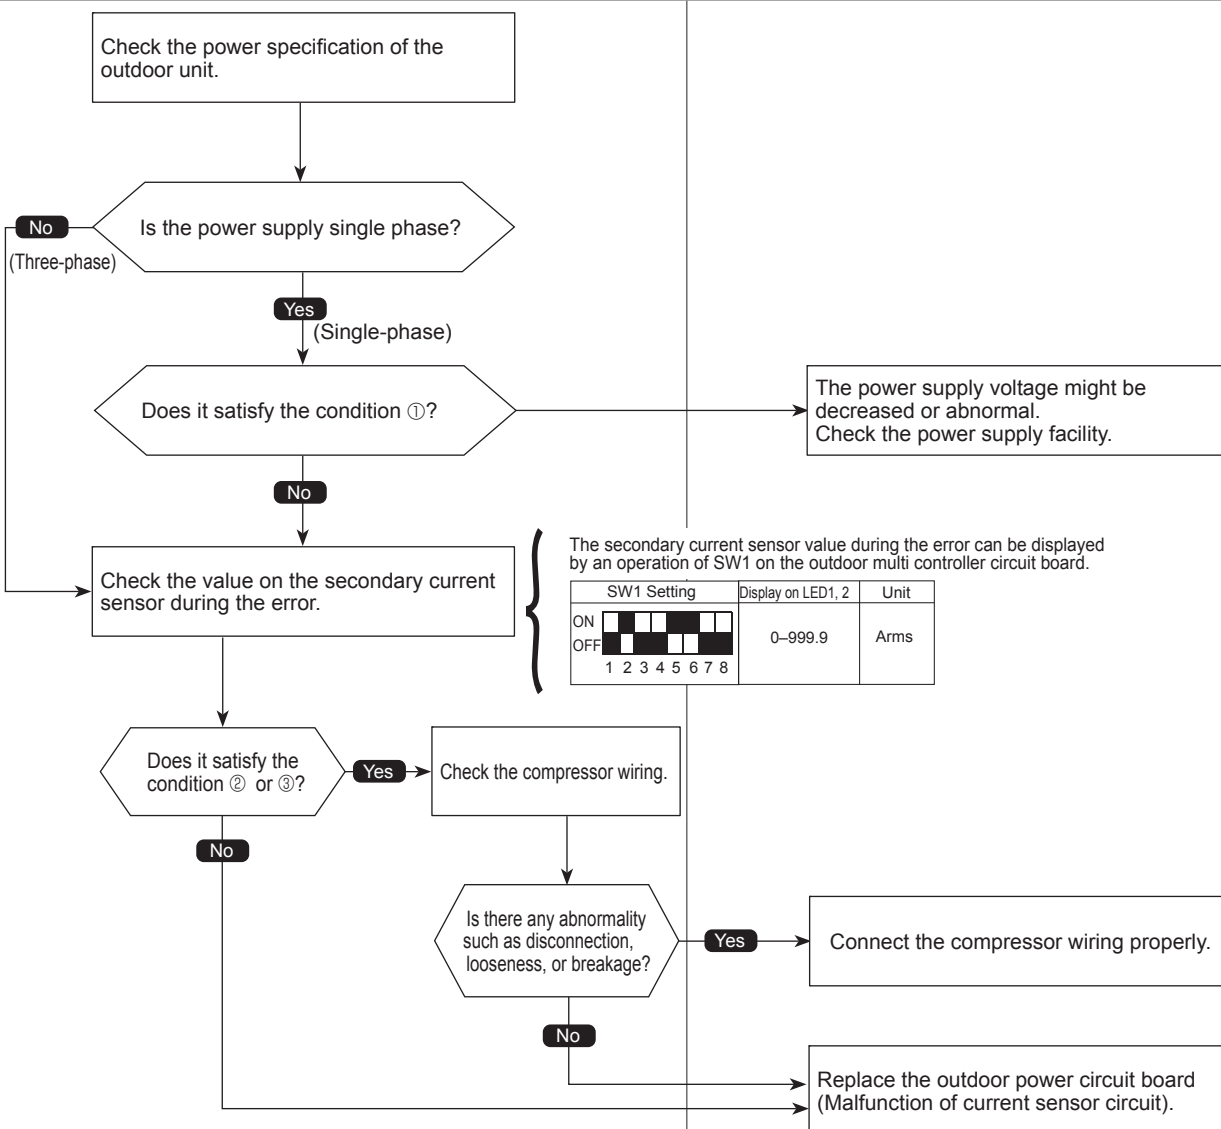 Check the power specification of the
outdoor unit.
Is the power supply single phase?
No
(Three-phase)
Yes
(Single-phase)
Does it satisfy the condition ①?
The power supply voltage might be
decreased or abnormal.
Check the power supply facility.
No
Check the value on the secondary current
sensor during the error.
The secondary current sensor value during the error can be displayed
by an operation of SW1 on the outdoor multi controller circuit board.
SW1 Setting Display on LED1, 2 Unit
ON
OFF
1 2 3 4 5 6 7 8
0–999.9
Arms
Does it satisfy the
condition ② or ③?
Yes
Check the compressor wiring.
No
Is there any abnormality
such as disconnection,
looseness, or breakage?
Yes
Connect the compressor wiring properly.
No
Replace the outdoor power circuit board
(Malfunction of current sensor circuit).